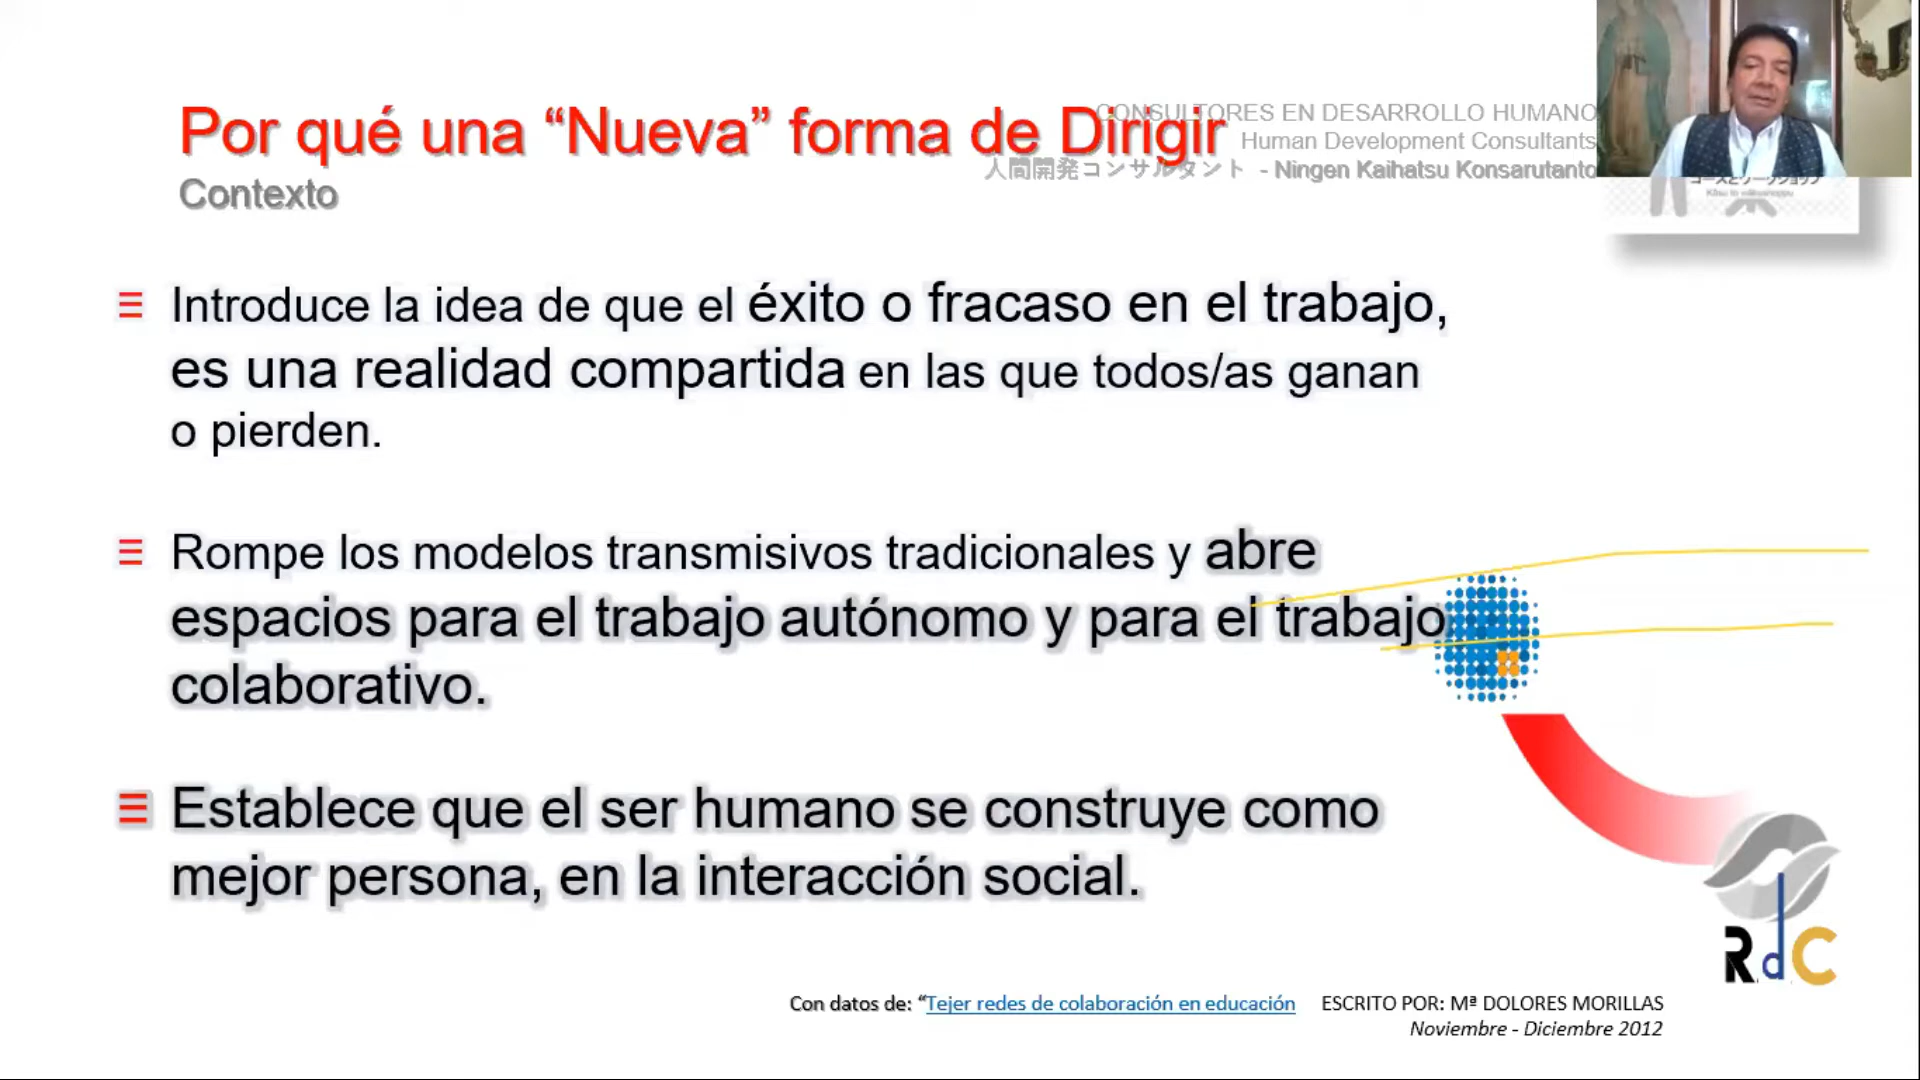 CONSULTORES EN DESARROLLO HUMANO
Por qué una “Nueva” forma de Dirigir
Human Development Consultants
人間開発コンサルタント - Ningen Kaihatsu Konsarutanto
Contexto
Introduce la idea de que el éxito o fracaso en el trabajo,
es una realidad compartida en las que todos/as ganan
o pierden.
Rompe los modelos transmisivos tradicionales y abre
espacios para el trabajo autónomo y para el trabajo
colaborativo.
Establece que el ser humano se construye como
mejor persona, en la interacción social.
RdC
Con datos de: “Tejer redes de colaboración en educación ESCRITO POR: Mª DOLORES MORILLAS
Noviembre - Diciembre 2012